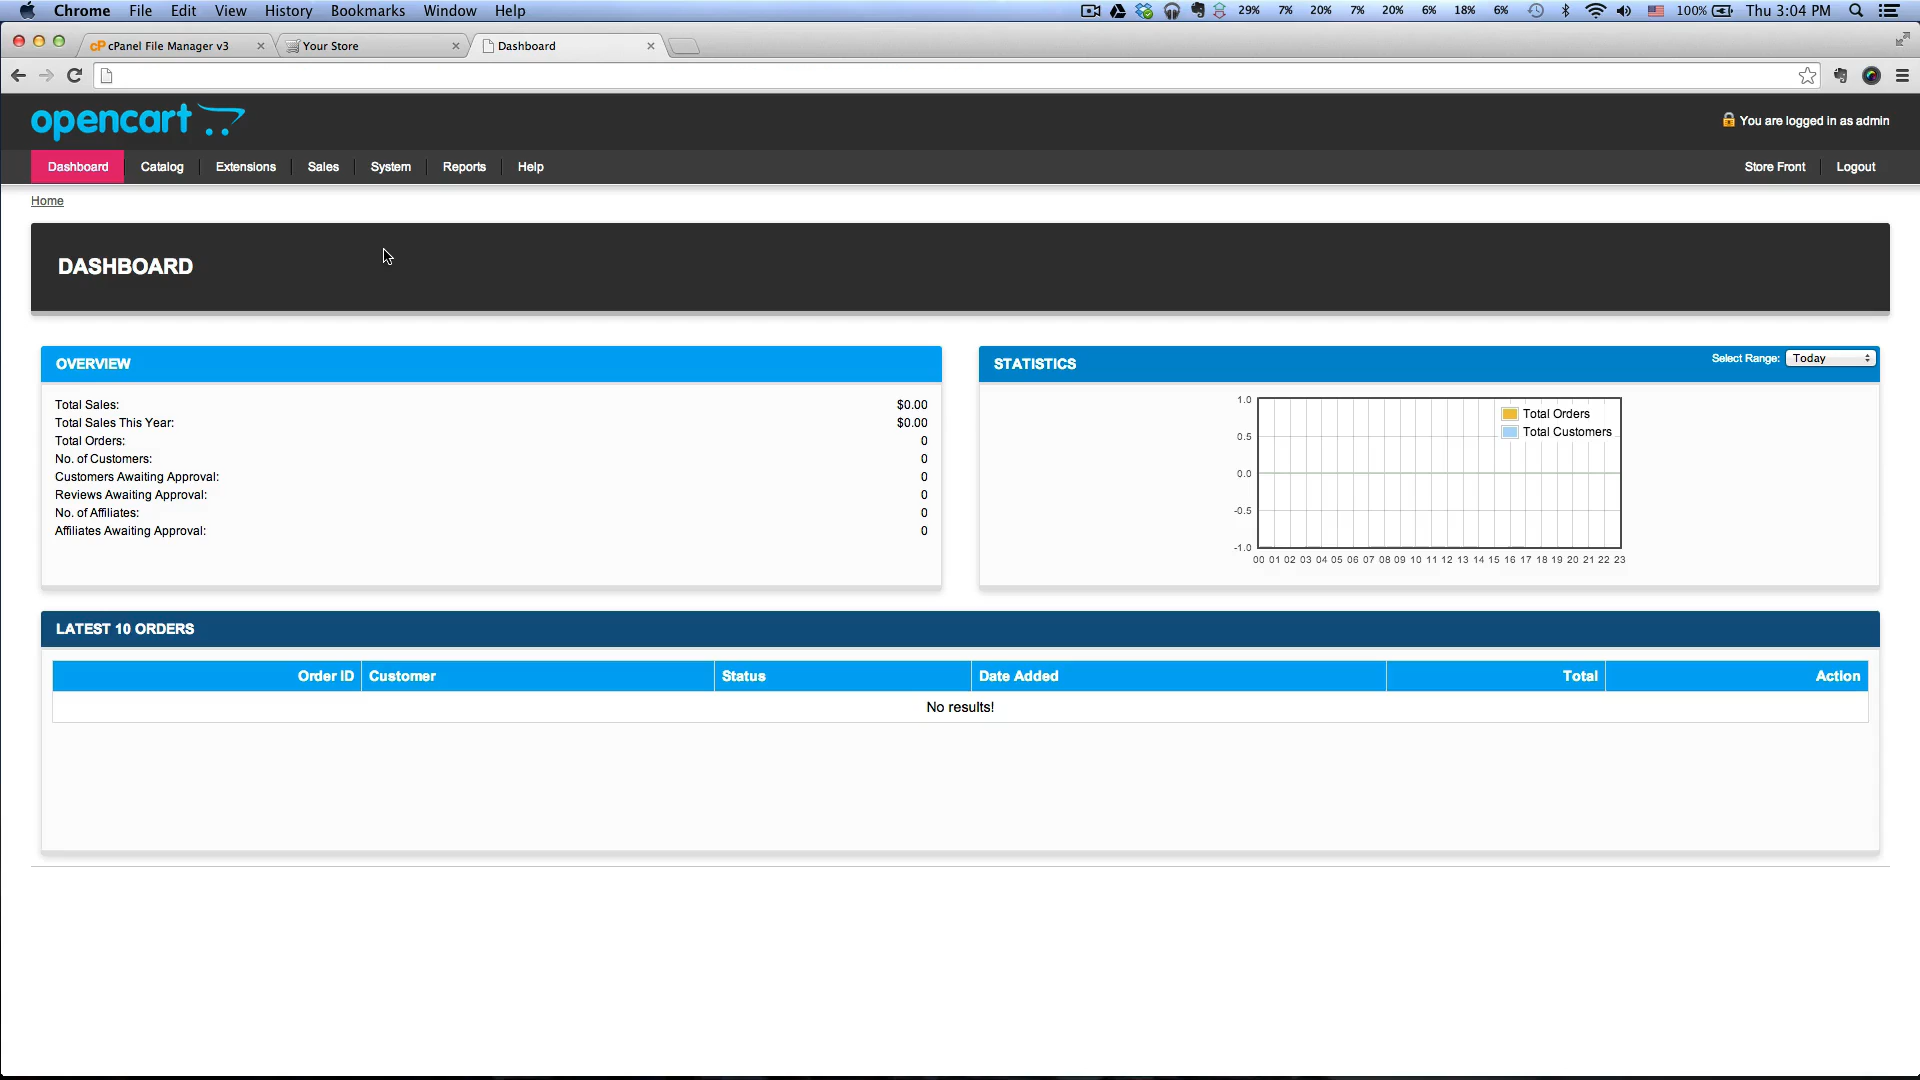 Chrome File Edit View History Bookmarks Window Help 29% 7% 20% 7% 20% 6% 18% 6% 100% Thu 3:04 PM
cP cPanel File Manager v3 Your Store Dashboard
opencart You are logged in as admin
Dashboard Catalog Extensions Sales System Reports Help Store Front Logout
Home
DASHBOARD
OVERVIEW
Total Sales: $0.00
Total Sales This Year: $0.00
Total Orders: 0
No. of Customers: 0
Customers Awaiting Approval: 0
Reviews Awaiting Approval: 0
No. of Affiliates: 0
Affiliates Awaiting Approval: 0
STATISTICS Select Range: Today
1.0
0.5
0.0
-0.5
-1.0
Total Orders
Total Customers
00 01 02 03 04 05 06 07 08 09 10 11 12 13 14 15 16 17 18 19 20 21 22 23
LATEST 10 ORDERS
Order ID Customer Status Date Added Total Action
No results!